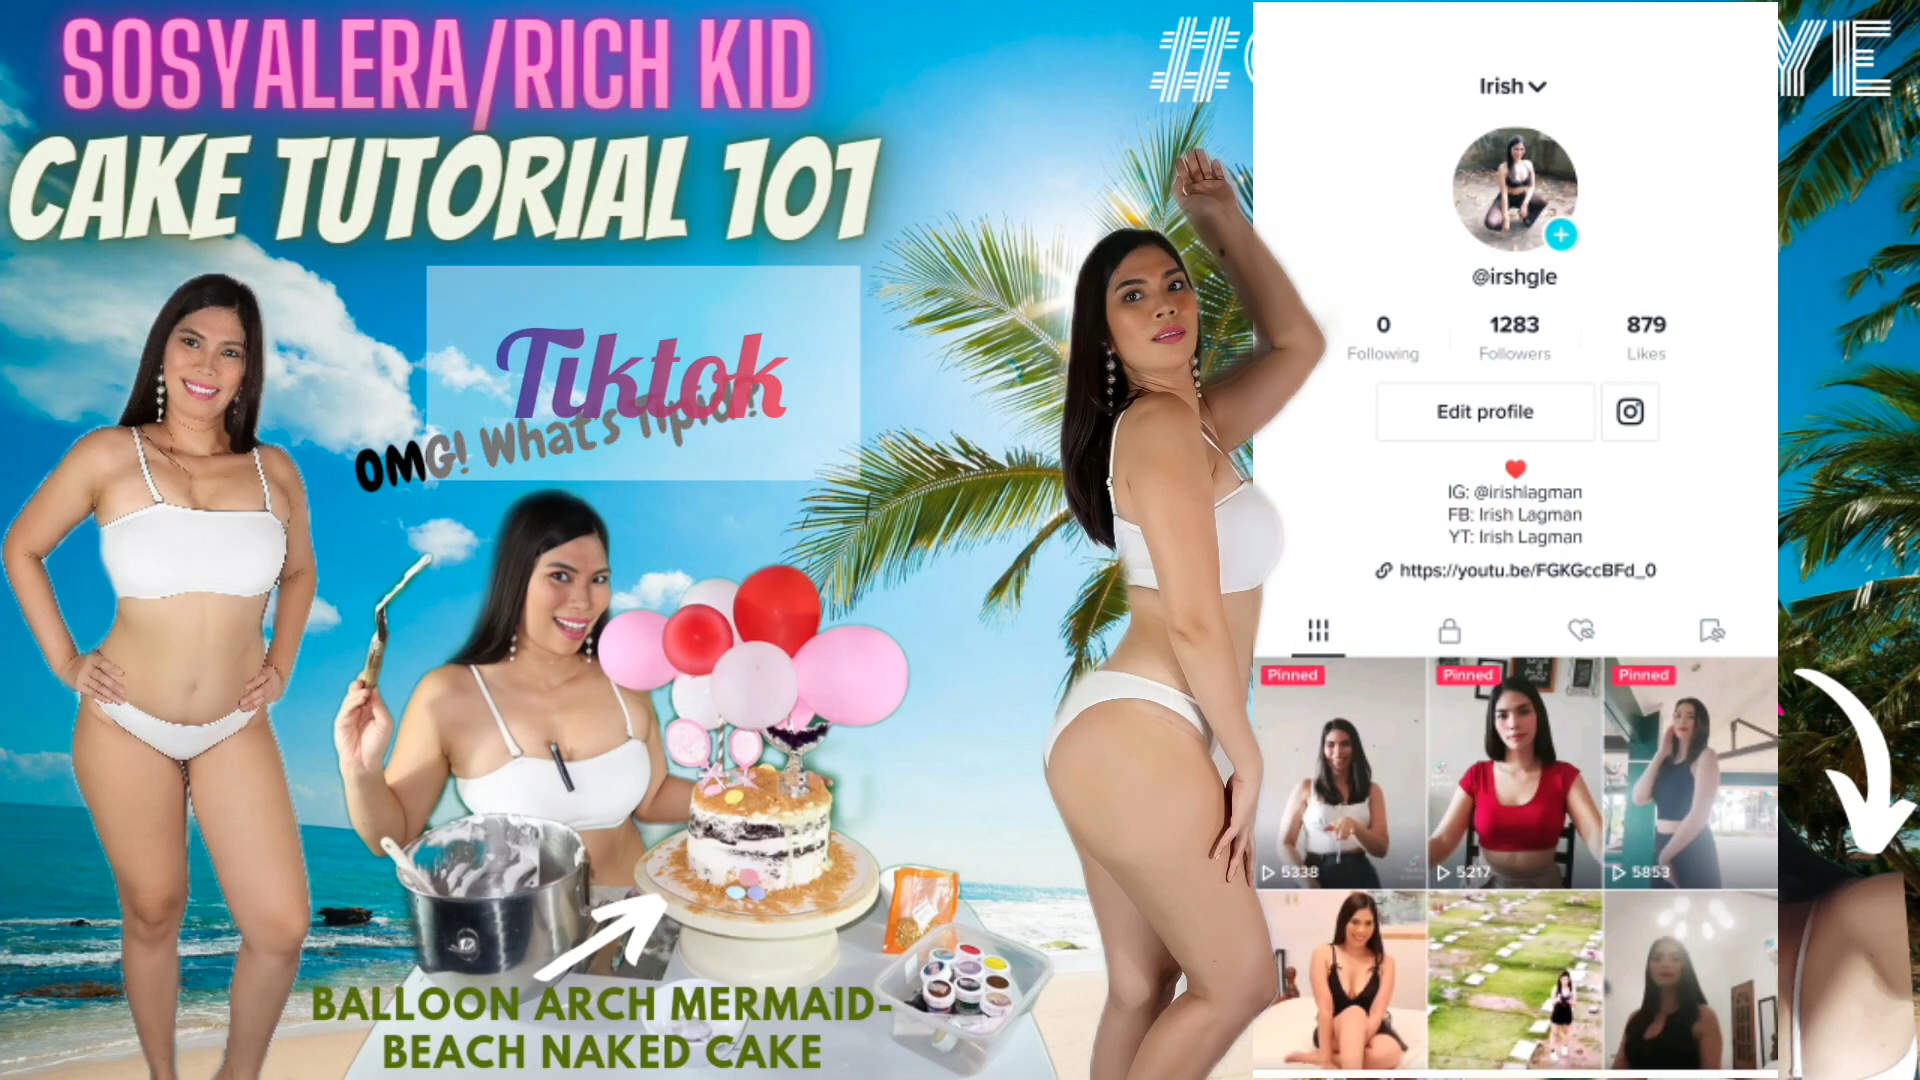 SOSYALERA/RICH KID
CAKE TUTORIAL 101
Tiktok
OMG! What's Tipid?
BALLOON ARCH MERMAID-
BEACH NAKED CAKE
#
YE
Irish
@irshgle
0
1283
879
Following
Followers
Likes
Edit profile
IG: @irishlagman
FB: Irish Lagman
YT: Irish Lagman
https://youtu.be/FGKGccBFd_0
Pinned
Pinned
Pinned
5338
5217
5853